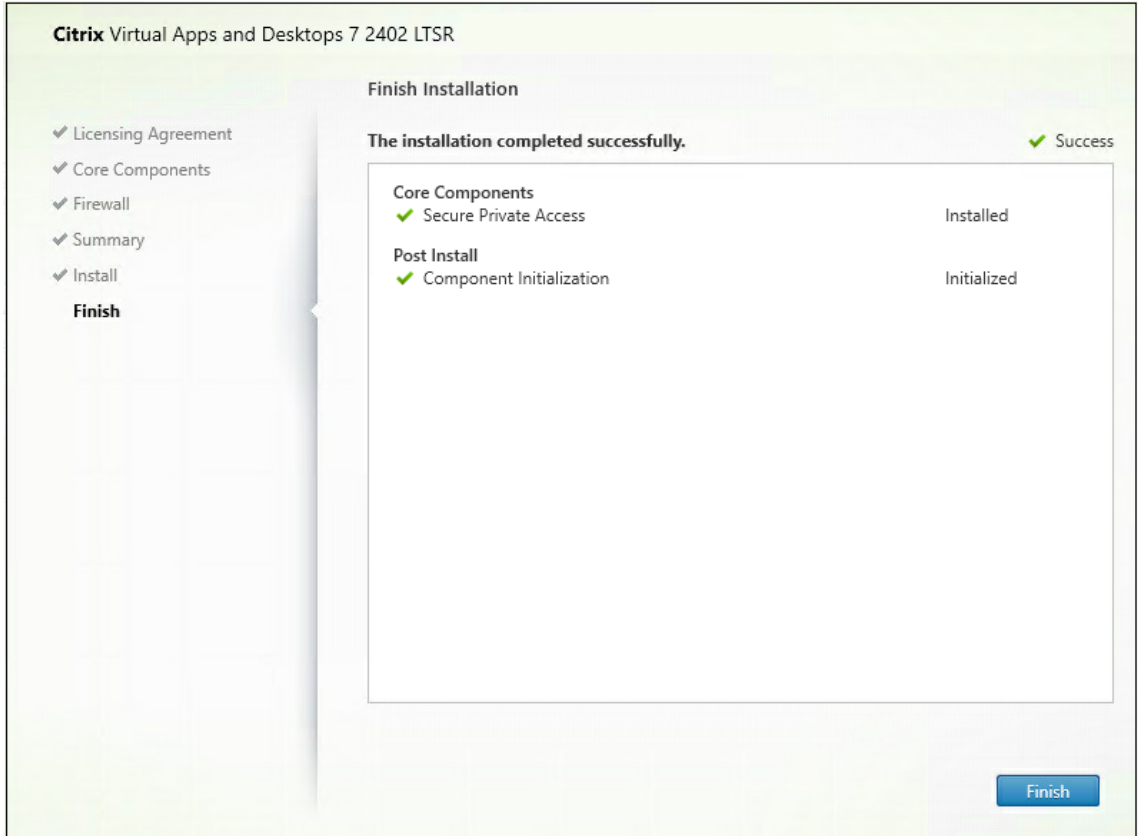 Citrix Virtual Apps and Desktops 7 2402 LTSR
Finish Installation
Licensing Agreement
Core Components
Firewall
Summary
Install
Finish
The installation completed successfully. Success
Core Components
Secure Private Access Installed
Post Install
Component Initialization Initialized
Finish